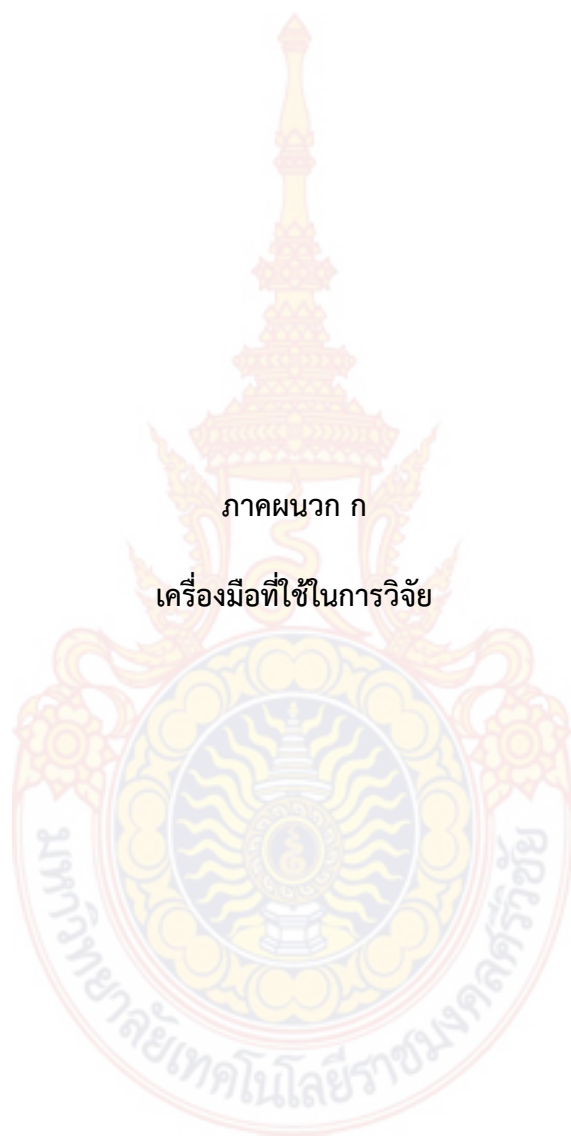 ภาคผนวก ก
เครื่องมือที่ใช้ในการวิจัย
มหาวิทยาลัยเทคโนโลยีราชมงคลศรีวิชัย